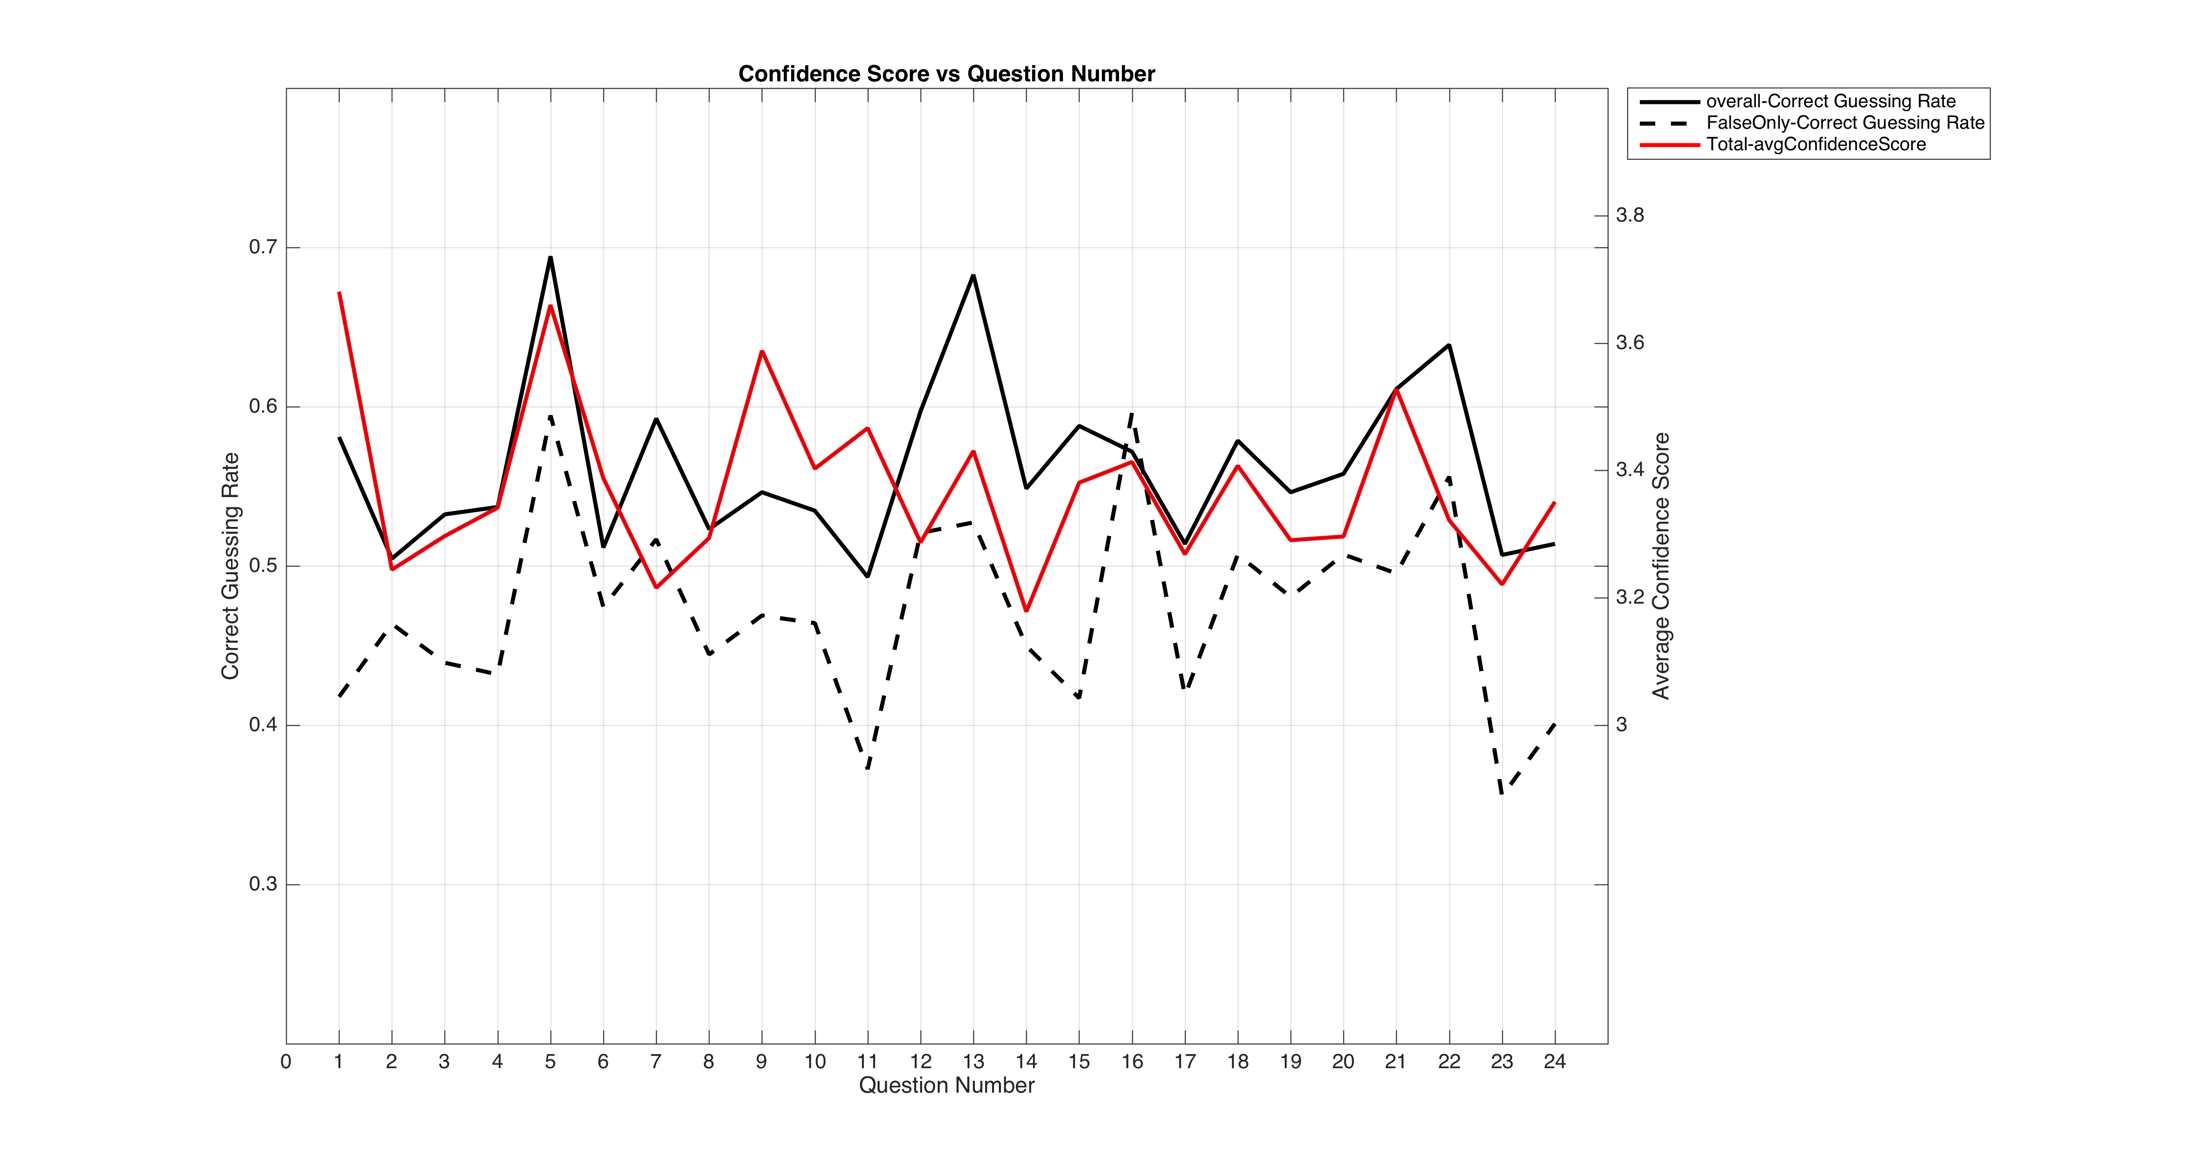 Confidence Score vs Question Number
overall-Correct Guessing Rate
FalseOnly-Correct Guessing Rate
Total-avgConfidenceScore
Correct Guessing Rate
0.7
0.6
0.5
0.4
0.3
3.8
3.6
3.4
3.2
3
Average Confidence Score
0 1 2 3 4 5 6 7 8 9 10 11 12 13 14 15 16 17 18 19 20 21 22 23 24
Question Number